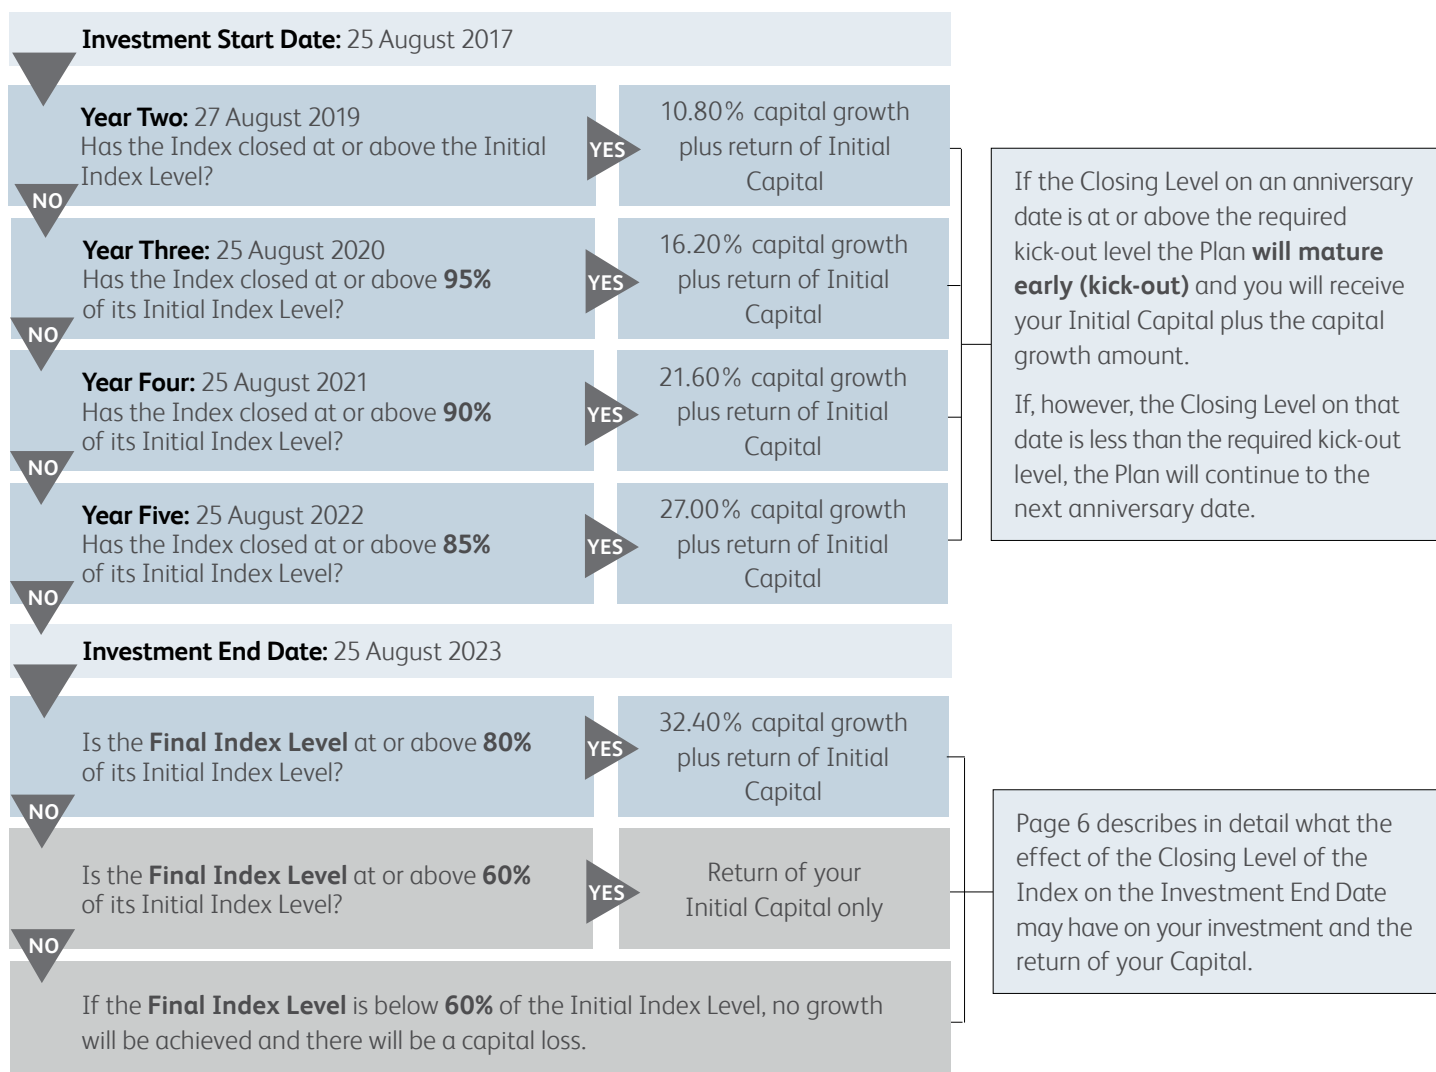 Investment Start Date: 25 August 2017
Year Two: 27 August 2019
Has the Index closed at or above the Initial
Index Level?
YES
10.80% capital growth
plus return of Initial
Capital
NO
Year Three: 25 August 2020
Has the Index closed at or above 95%
of its Initial Index Level?
YES
16.20% capital growth
plus return of Initial
Capital
NO
Year Four: 25 August 2021
Has the Index closed at or above 90%
of its Initial Index Level?
YES
21.60% capital growth
plus return of Initial
Capital
NO
Year Five: 25 August 2022
Has the Index closed at or above 85%
of its Initial Index Level?
YES
27.00% capital growth
plus return of Initial
Capital
NO
If the Closing Level on an anniversary
date is at or above the required
kick-out level the Plan will mature
early (kick-out) and you will receive
your Initial Capital plus the capital
growth amount.
If, however, the Closing Level on that
date is less than the required kick-out
level, the Plan will continue to the
next anniversary date.
Investment End Date: 25 August 2023
Is the Final Index Level at or above 80%
of its Initial Index Level?
YES
32.40% capital growth
plus return of Initial
Capital
NO
Is the Final Index Level at or above 60%
of its Initial Index Level?
YES
Return of your
Initial Capital only
NO
If the Final Index Level is below 60% of the Initial Index Level, no growth
will be achieved and there will be a capital loss.
Page 6 describes in detail what the
effect of the Closing Level of the
Index on the Investment End Date
may have on your investment and the
return of your Capital.